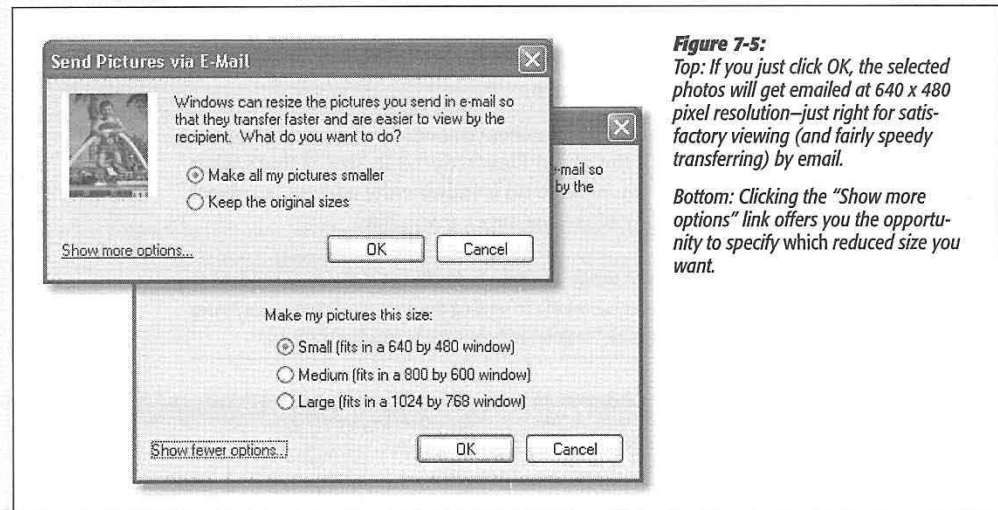 Send Pictures via E-Mail
Windows can resize the pictures you send in e-mail so
that they transfer faster and are easier to view by the
recipient. What do you want to do?
Make all my pictures smaller
Keep the original sizes
Show more options...
OK
Cancel
-mail so
by the
Make my pictures this size:
Small (fits in a 640 by 480 window)
Medium (fits in a 800 by 600 window)
Large (fits in a 1024 by 768 window)
Show fewer options...
OK
Cancel
Figure 7-5:
Top: If you just click OK, the selected
photos will get emailed at 640 x 480
pixel resolution—just right for satis-
factory viewing (and fairly speedy
transferring) by email.
Bottom: Clicking the “Show more
options” link offers you the opportu-
nity to specify which reduced size you
want.